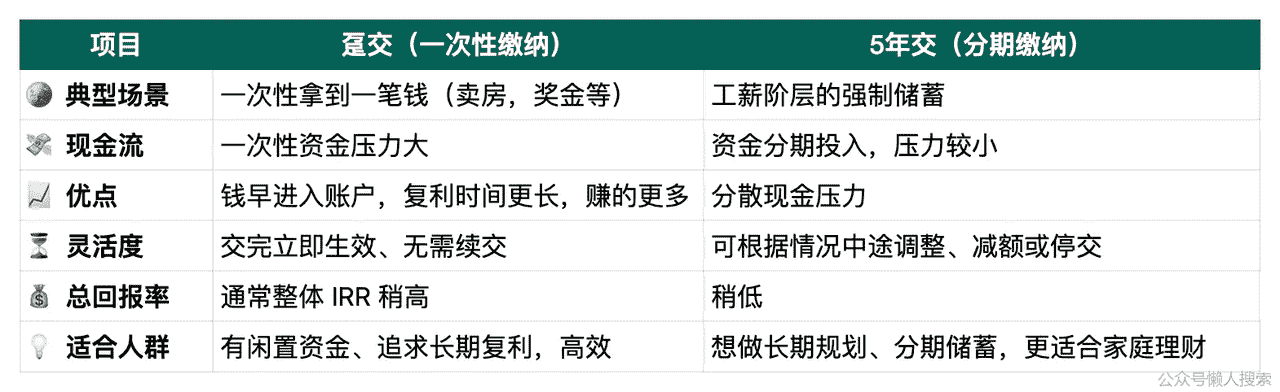 项目 趸交（一次性缴纳） 5年交（分期缴纳）
典型场景 一次性拿到一笔钱（卖房，奖金等） 工薪阶层的强制储蓄
现金流 一次性资金压力大 资金分期投入，压力较小
优点 钱早进入账户，复利时间更长，赚的更多 分散现金压力
灵活度 交完立即生效、无需续交 可根据情况中途调整、减额或停交
总回报率 通常整体 IRR 稍高 稍低
适合人群 有闲置资金、追求长期复利，高效 想做长期规划、分期储蓄，更适合家庭理财
公众号懒人搜索